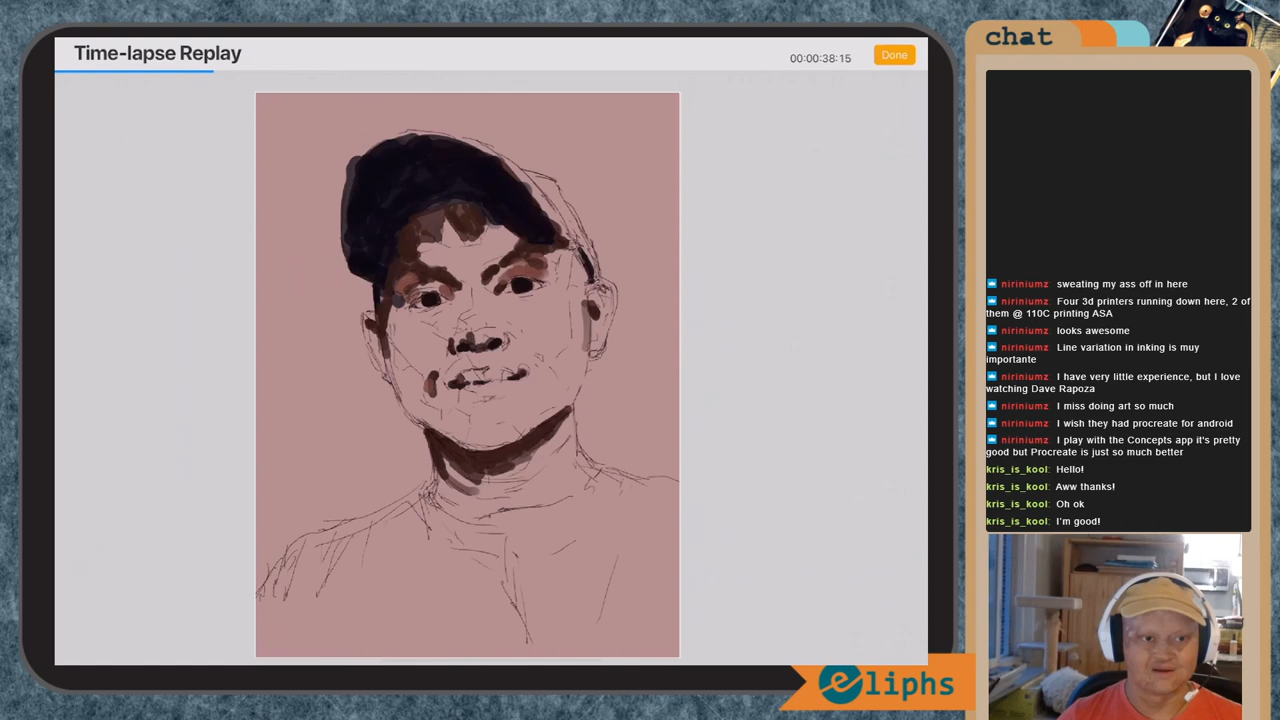 Time-lapse Replay
00:00:38:15
Done
chat
niriniumz sweating my ass off in here
niriniumz Four 3d printers running down here, 2 of
them @ 110C printing ASA
niriniumz looks awesome
niriniumz Line variation in inking is muy
importante
niriniumz I have very little experience, but I love
watching Dave Rapoza
niriniumz I miss doing art so much
niriniumz I wish they had procreate for android
niriniumz I play with the Concepts app it's pretty
good but Procreate is just so much better
kris_is_kool: Hello!
kris_is_kool: Aww thanks!
kris_is_kool: Oh ok
kris_is_kool: I'm good!
eliphs